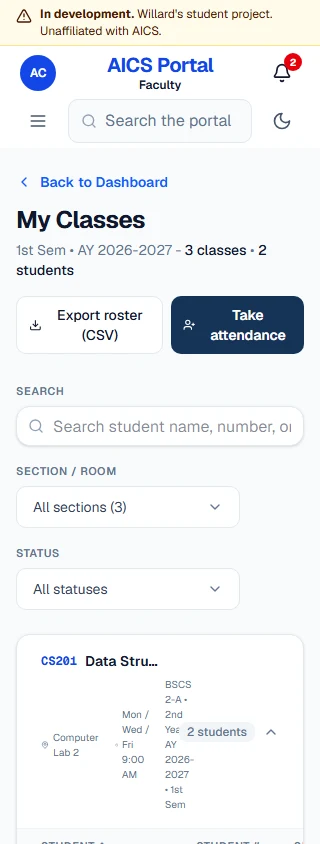 In development. Willard's student project.
Unaffiliated with AICS.
AC
AICS Portal
Faculty
2
Search the portal
Back to Dashboard
My Classes
1st Sem • AY 2026-2027 - 3 classes • 2
students
Export roster
(CSV)
Take
attendance
SEARCH
Search student name, number, or
SECTION / ROOM
All sections (3)
STATUS
All statuses
CS201 Data Stru...
Computer
Lab 2
Mon /
Wed /
Fri
9:00
AM
BSCS
2-A •
2nd
AY
2026-
2027
• 1st
Sem
2 students